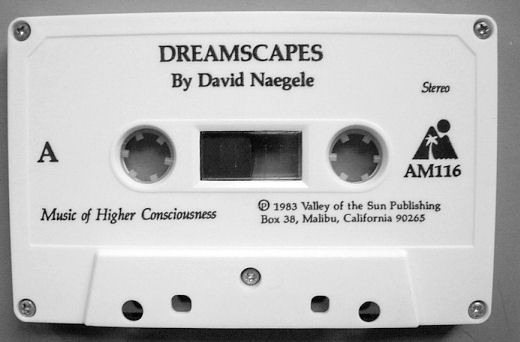 DREAMSCAPES
By David Naegele
Stereo
A
AM116
Music of Higher Consciousness
℗ 1983 Valley of the Sun Publishing
Box 38, Malibu, California 90265